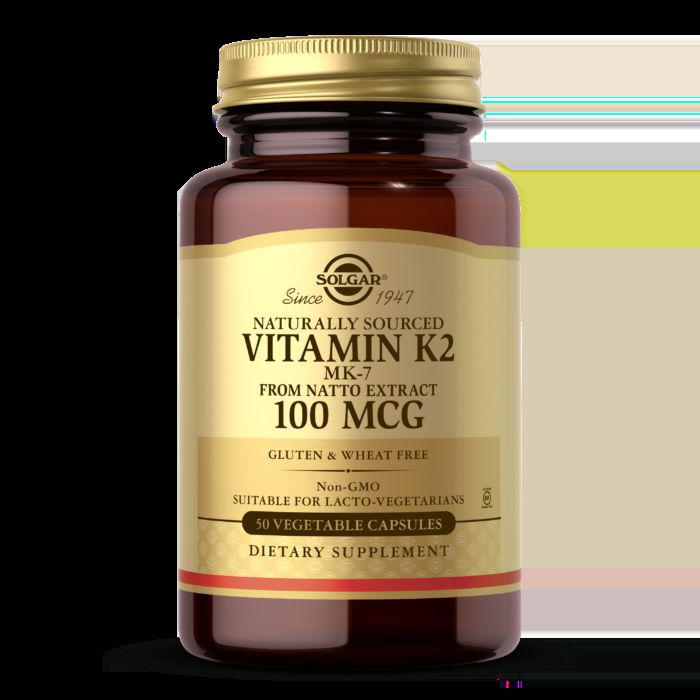 SOLGAR®
Since 1947
NATURALLY SOURCED
VITAMIN K2
MK-7
FROM NATTO EXTRACT
100 MCG
GLUTEN & WHEAT FREE
NON-GMO
SUITABLE FOR LACTO-VEGETARIANS
50 VEGETABLE CAPSULES
DIETARY SUPPLEMENT